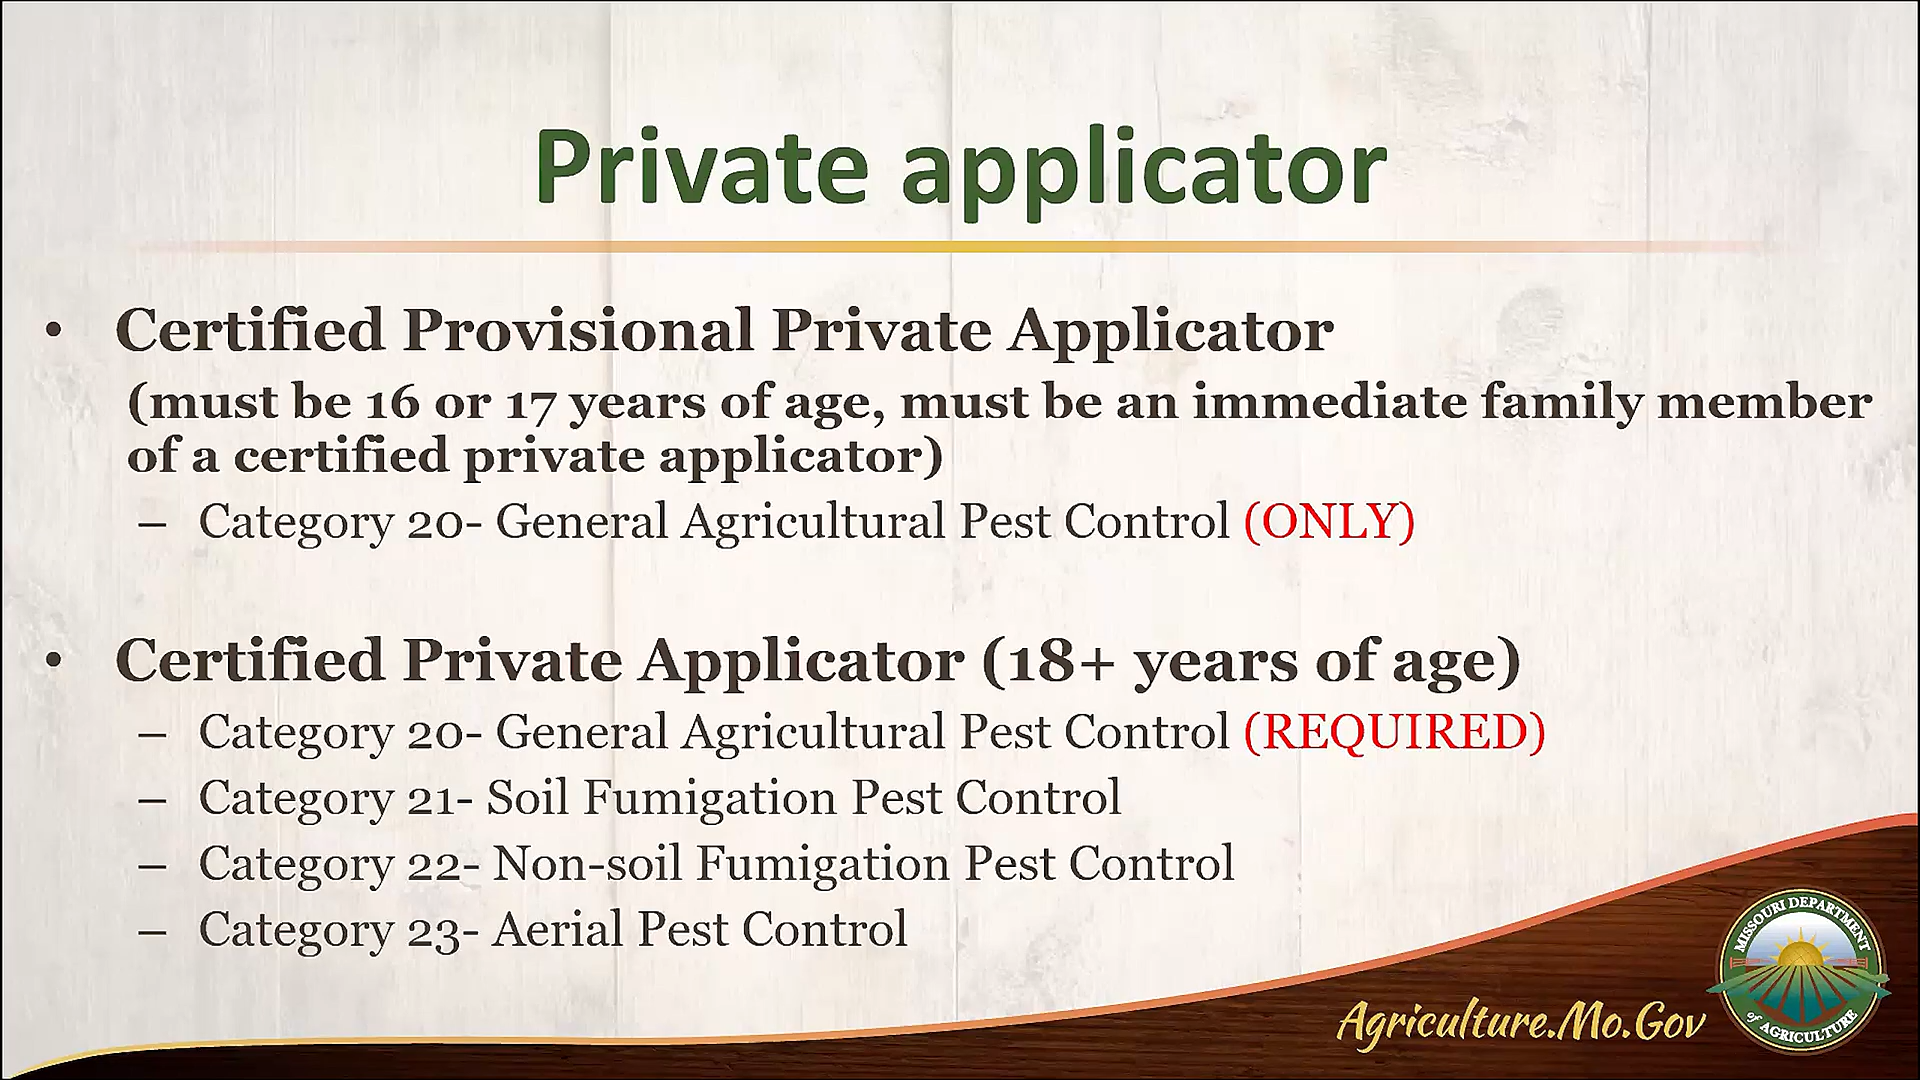 Private applicator
• Certified Provisional Private Applicator
(must be 16 or 17 years of age, must be an immediate family member
of a certified private applicator)
– Category 20- General Agricultural Pest Control (ONLY)
• Certified Private Applicator (18+ years of age)
– Category 20- General Agricultural Pest Control (REQUIRED)
– Category 21- Soil Fumigation Pest Control
– Category 22- Non-soil Fumigation Pest Control
– Category 23- Aerial Pest Control
Agriculture.Mo.Gov
MISSOURI DEPARTMENT
of AGRICULTURE